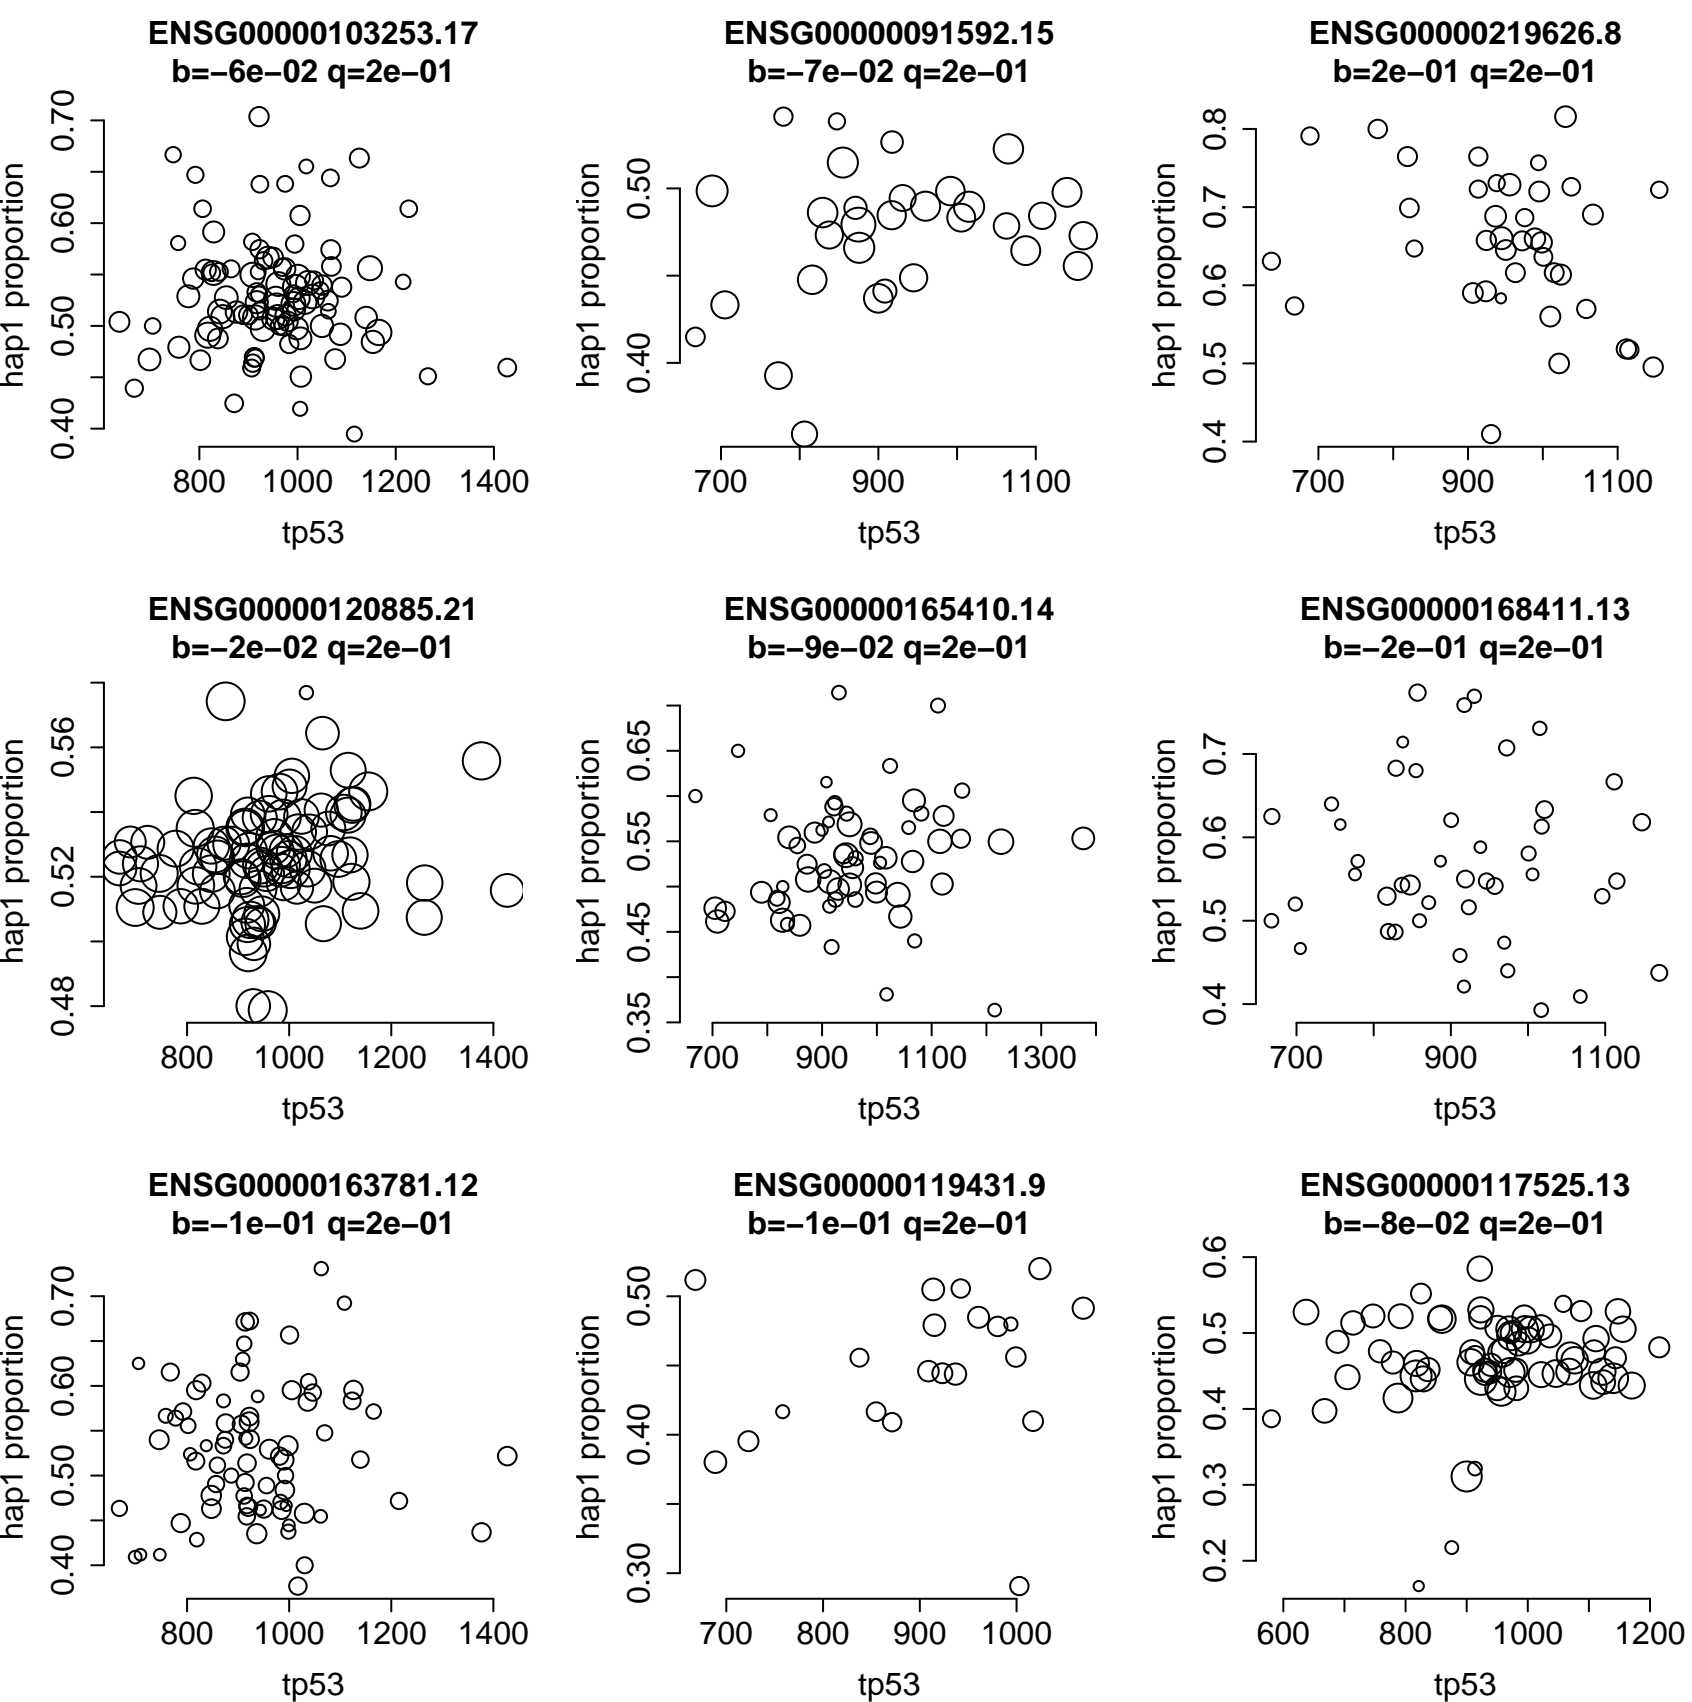 ENSG00000103253.17
b=−6e−02 q=2e−01
hap1 proportion
0.40 0.50 0.60 0.70
800 1000 1200 1400
tp53
ENSG00000091592.15
b=−7e−02 q=2e−01
hap1 proportion
0.40 0.50
700 900 1100
tp53
ENSG00000219626.8
b=2e−01 q=2e−01
hap1 proportion
0.4 0.5 0.6 0.7 0.8
700 900 1100
tp53
ENSG00000120885.21
b=−2e−02 q=2e−01
hap1 proportion
0.48 0.52 0.56
800 1000 1200 1400
tp53
ENSG00000165410.14
b=−9e−02 q=2e−01
hap1 proportion
0.35 0.45 0.55 0.65
700 900 1100 1300
tp53
ENSG00000168411.13
b=−2e−01 q=2e−01
hap1 proportion
0.4 0.5 0.6 0.7
700 900 1100
tp53
ENSG00000163781.12
b=−1e−01 q=2e−01
hap1 proportion
0.40 0.50 0.60 0.70
800 1000 1200 1400
tp53
ENSG00000119431.9
b=−1e−01 q=2e−01
hap1 proportion
0.30 0.40 0.50
700 800 900 1000
tp53
ENSG00000117525.13
b=−8e−02 q=2e−01
hap1 proportion
0.2 0.3 0.4 0.5 0.6
600 800 1000 1200
tp53